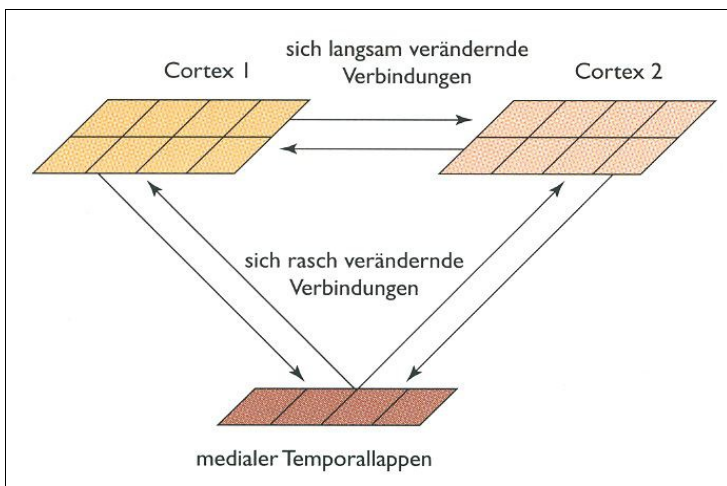 sich langsam verändernde
Verbindungen
Cortex 1
Cortex 2
sich rasch verändernde
Verbindungen
medialer Temporallappen